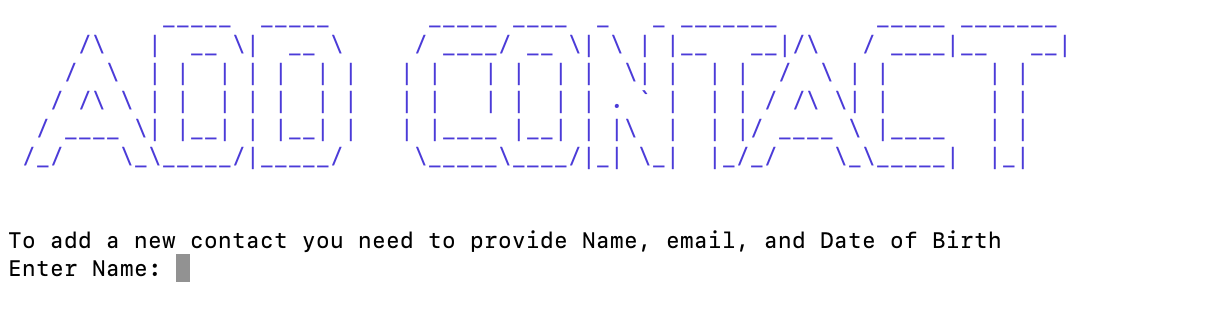 ADD CONTACT
To add a new contact you need to provide Name, email, and Date of Birth
Enter Name: